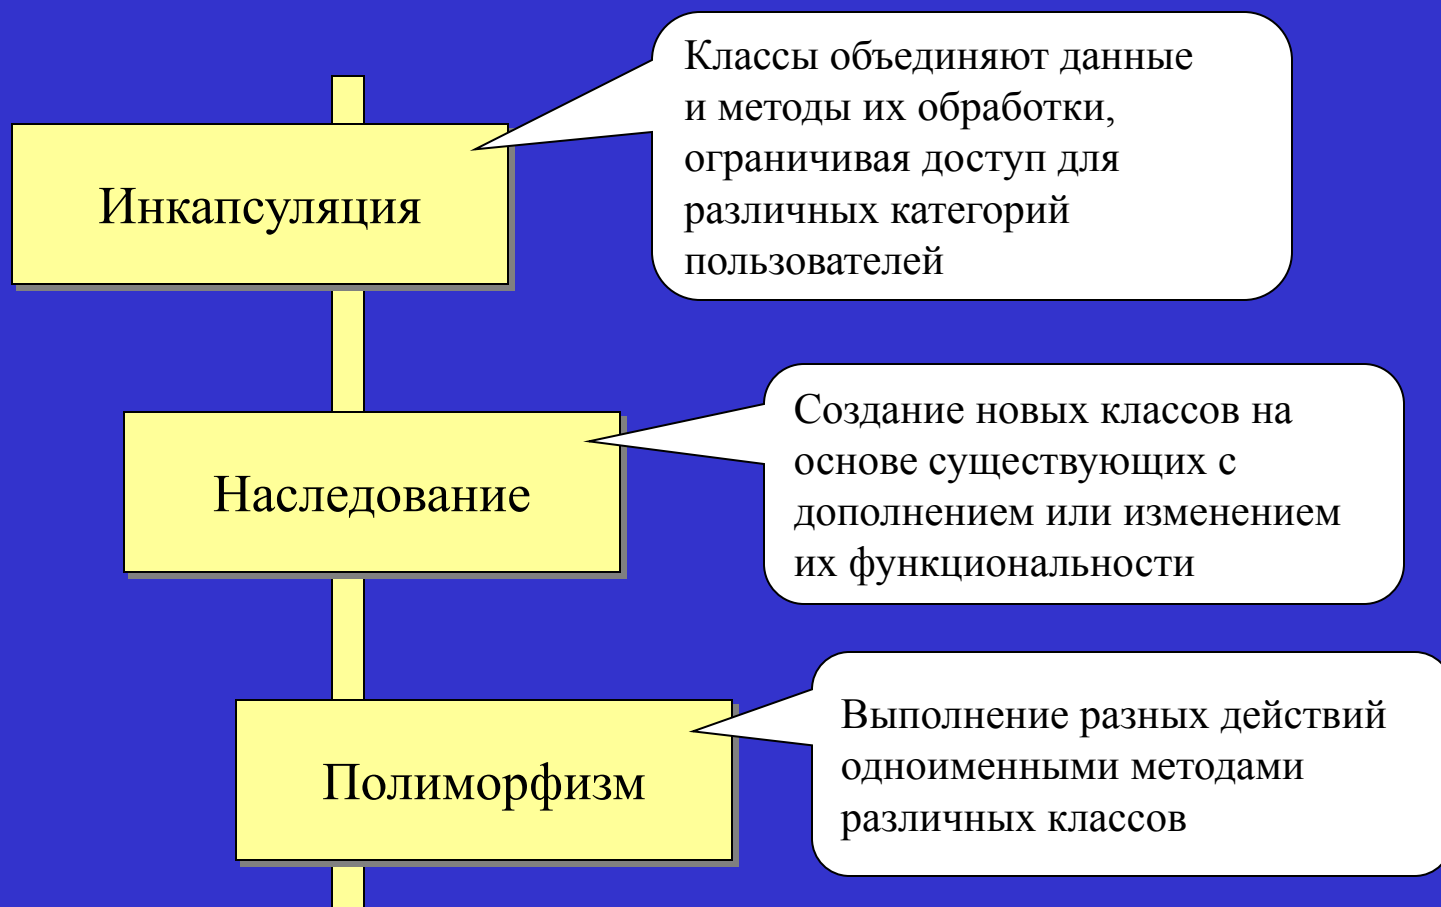 Инкапсуляция
Классы объединяют данные
и методы их обработки,
ограничивая доступ для
различных категорий
пользователей
Наследование
Создание новых классов на
основе существующих с
дополнением или изменением
их функциональности
Полиморфизм
Выполнение разных действий
одноименными методами
различных классов